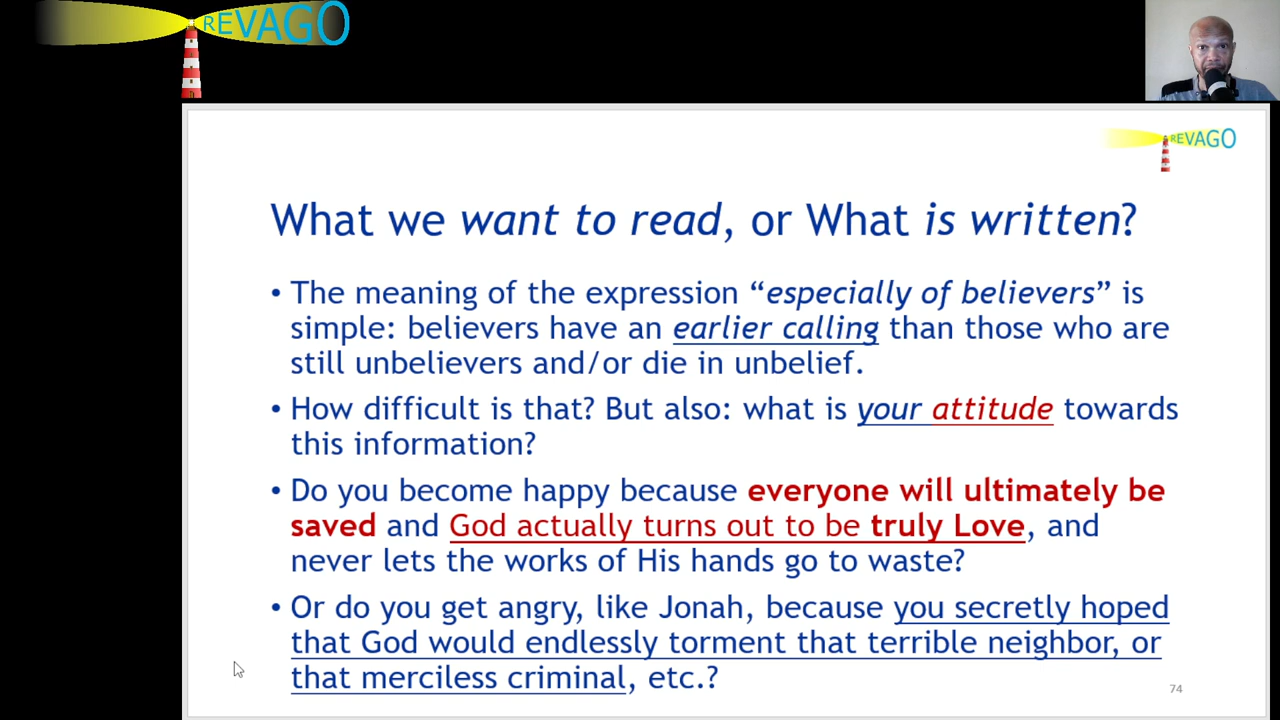 REVAGO
REVAGO
What we want to read, or What is written?
• The meaning of the expression “especially of believers” is
simple: believers have an earlier calling than those who are
still unbelievers and/or die in unbelief.
• How difficult is that? But also: what is your attitude towards
this information?
• Do you become happy because everyone will ultimately be
saved and God actually turns out to be truly Love, and
never lets the works of His hands go to waste?
• Or do you get angry, like Jonah, because you secretly hoped
that God would endlessly torment that terrible neighbor, or
that merciless criminal, etc.?
74